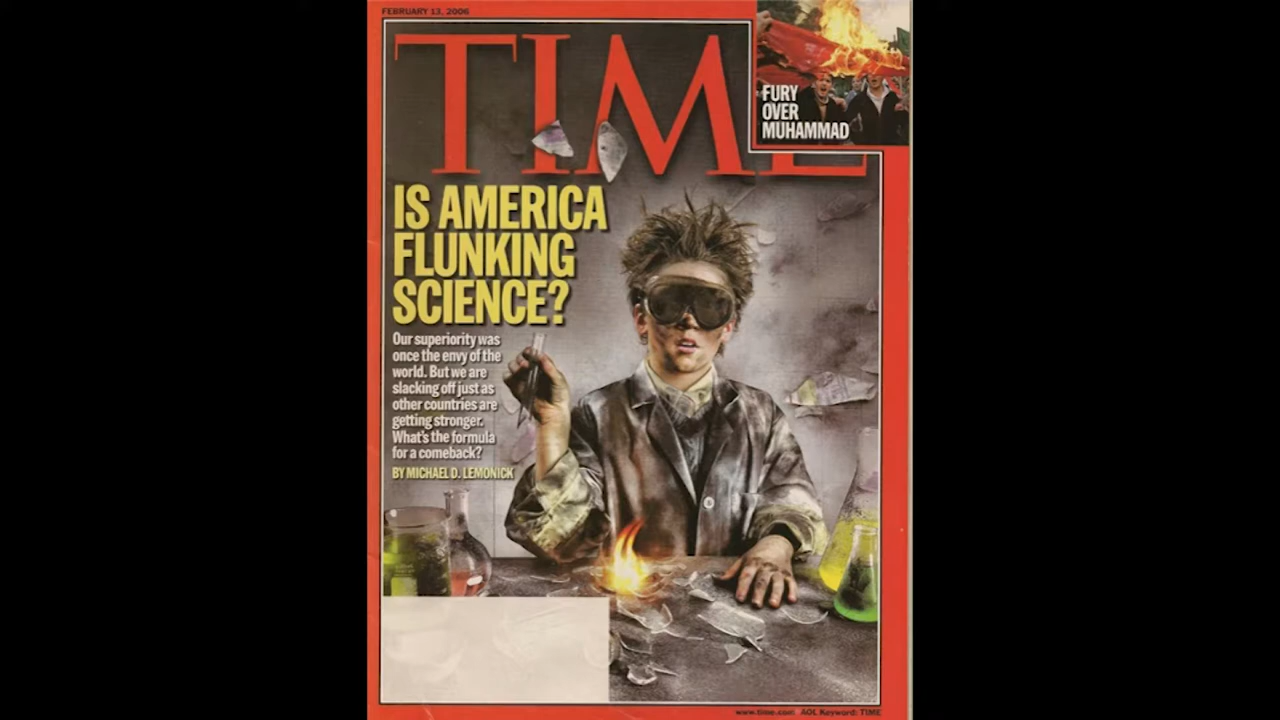 FEBRUARY 13, 2006
TIME
FURY
OVER
MUHAMMAD
IS AMERICA
FLUNKING
SCIENCE?
Our superiority was
once the envy of the
world. But we are
slacking off just as
other countries are
getting stronger.
What's the formula
for a comeback?
BY MICHAEL D. LEMONICK
www.time.com AOL Keyword: TIME